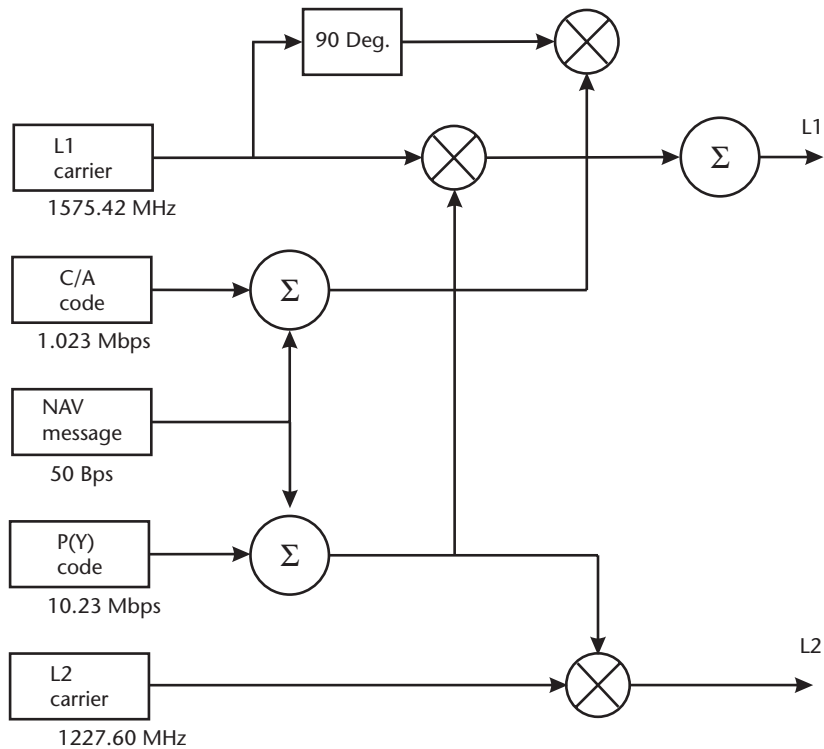 90 Deg.
L1
L1
carrier
Σ
1575.42 MHz
C/A
code
Σ
1.023 Mbps
NAV
message
50 Bps
P(Y)
code
Σ
10.23 Mbps
L2
L2
carrier
1227.60 MHz